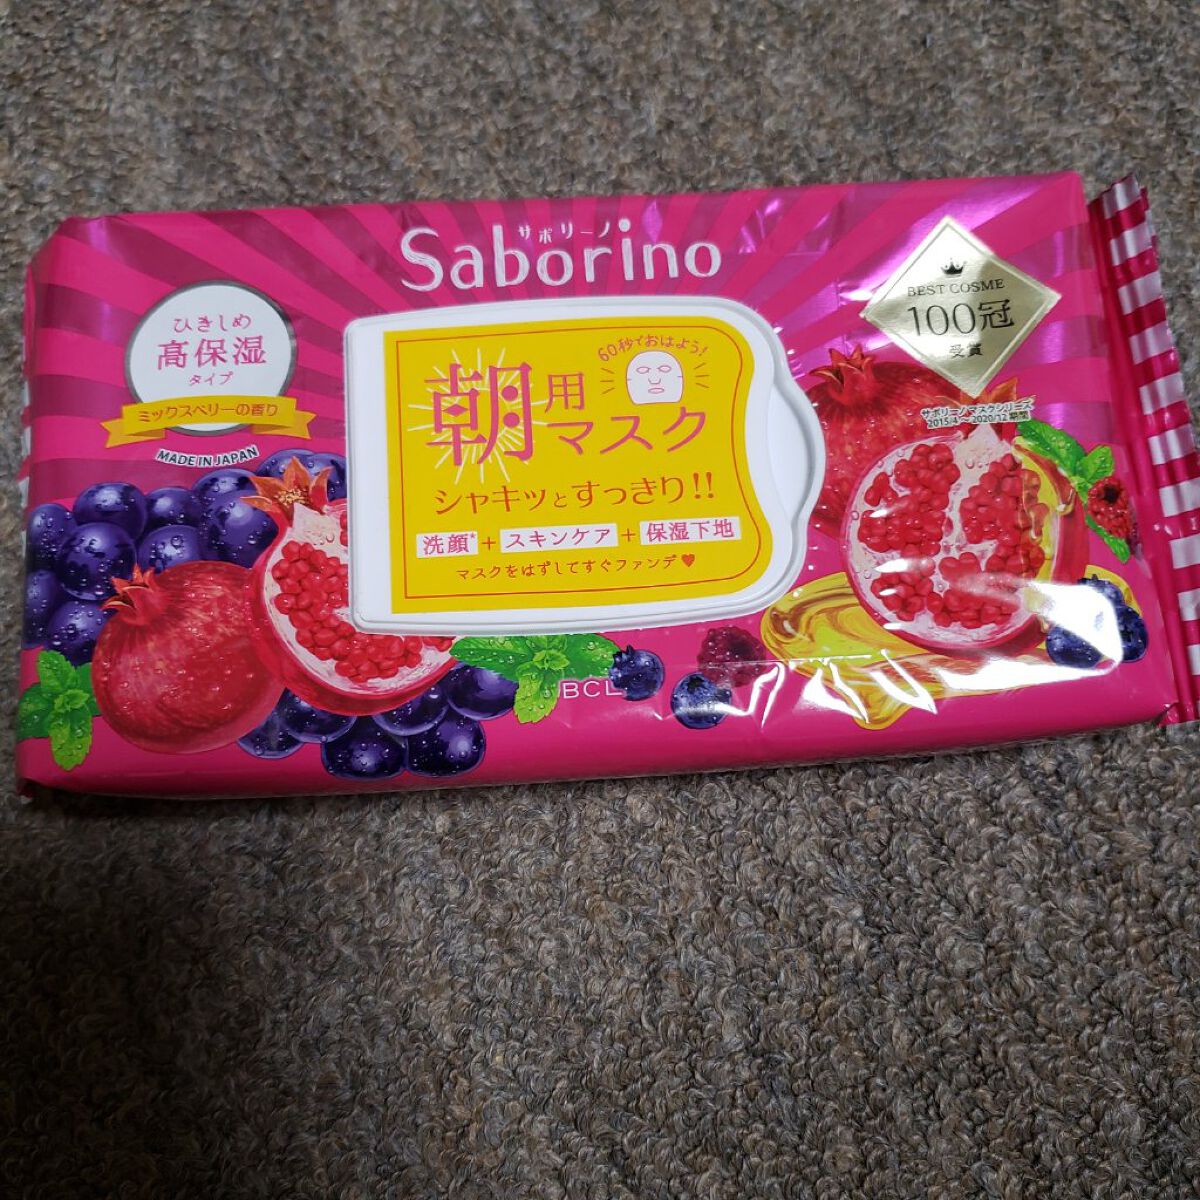 サボリーノ
Saborino
ひきしめ
高保湿
タイプ
ミックスベリーの香り
MADE IN JAPAN
60秒でおはよう!
朝用マスク
シャキッとすっきり!!
洗顔*+スキンケア+保湿下地
マスクをはずしてすぐファンデ♥
BEST COSME
100冠
受賞
サボリーノマスクシリーズ
2015/4〜2020/12期間
BCL